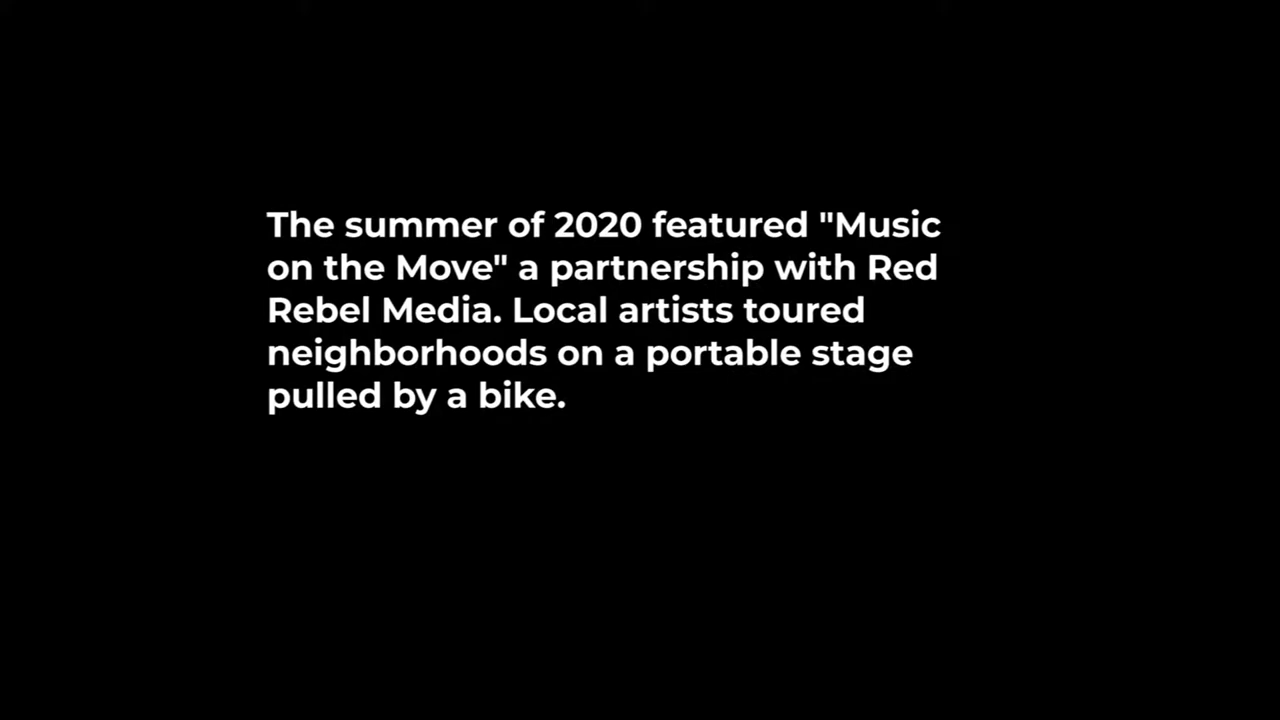 The summer of 2020 featured "Music
on the Move" a partnership with Red
Rebel Media. Local artists toured
neighborhoods on a portable stage
pulled by a bike.